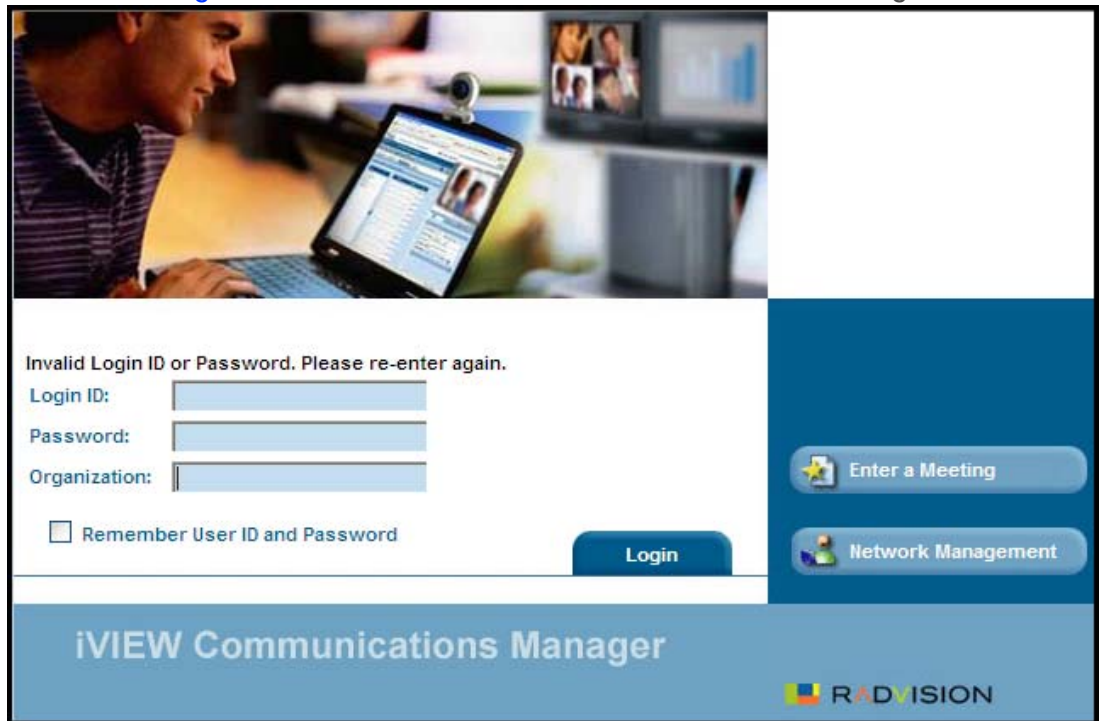 Invalid Login ID or Password. Please re-enter again.
Login ID:
Password:
Organization:
Remember User ID and Password
Login
Enter a Meeting
Network Management
iVIEW Communications Manager
RADVISION